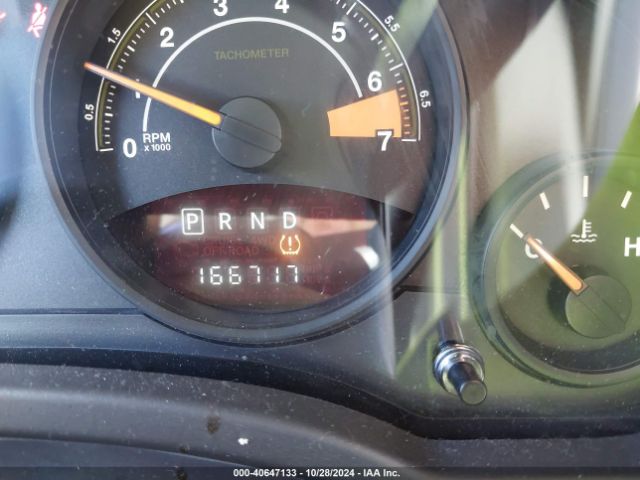 0 1 2 3 4 5 6 7
0.5 1.5 5.5 6.5
TACHOMETER
RPM
x 1000
P R N D
166717
C H
000-40647133 - 10/28/2024 - IAA Inc.